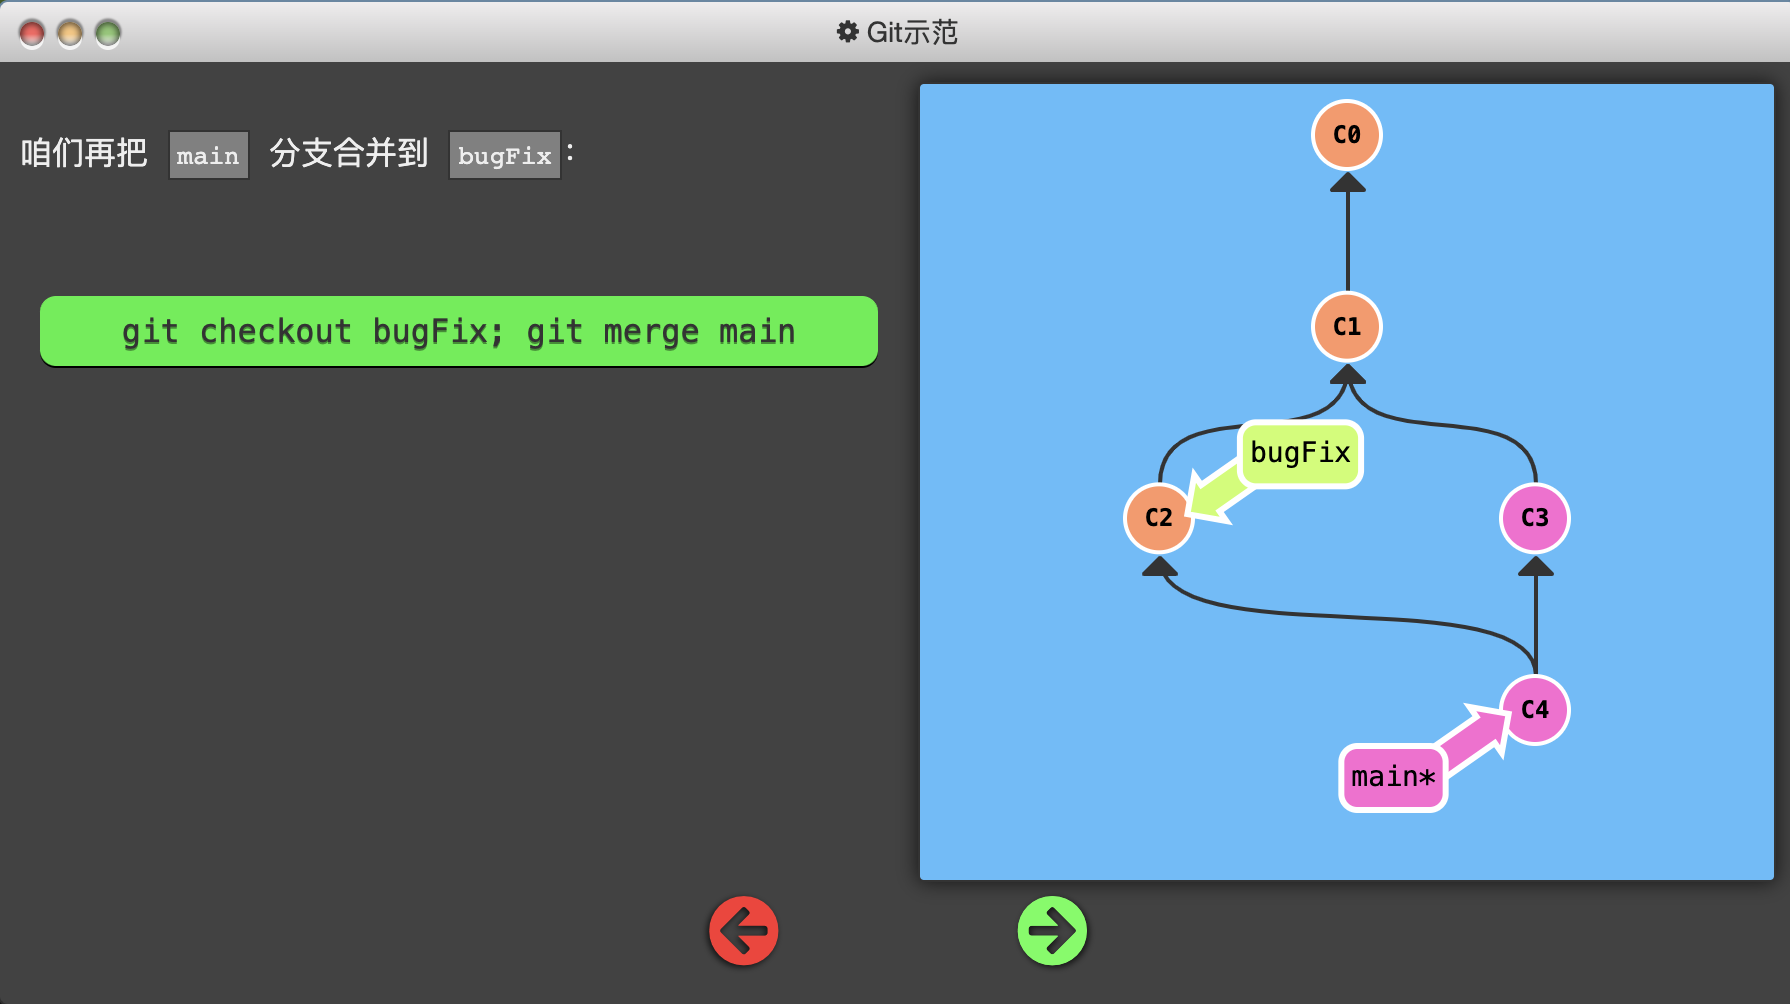 Git示范
咱们再把 main 分支合并到 bugFix：
git checkout bugFix; git merge main
C0
C1
bugFix
C2
C3
C4
main*